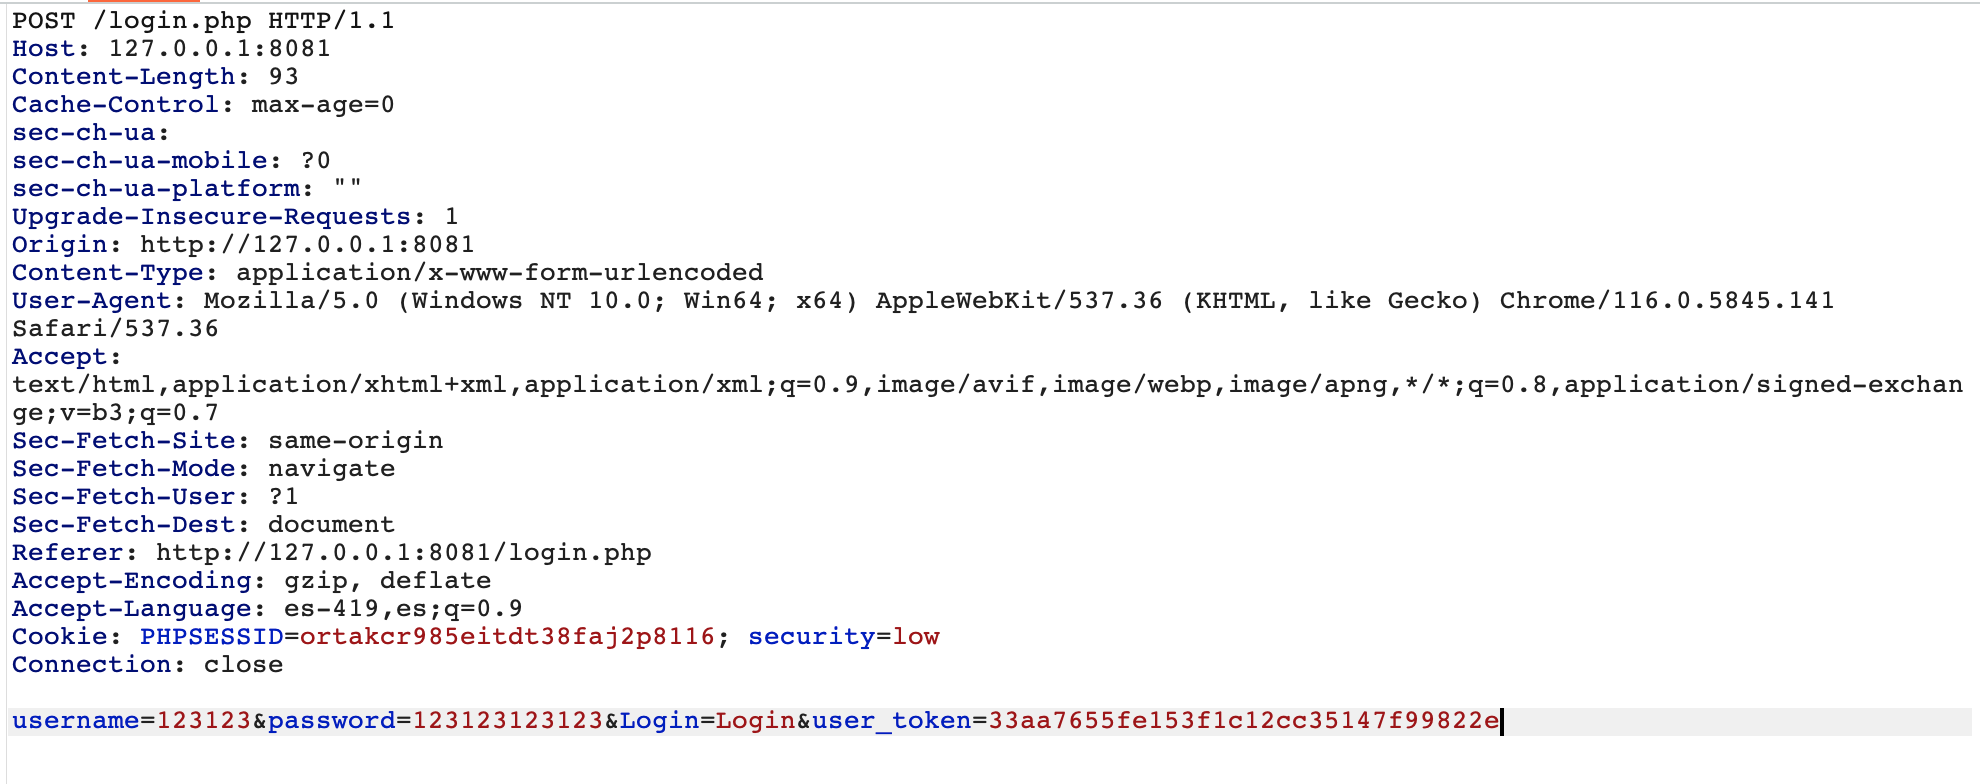 POST /login.php HTTP/1.1
Host: 127.0.0.1:8081
Content-Length: 93
Cache-Control: max-age=0
sec-ch-ua:
sec-ch-ua-mobile: ?0
sec-ch-ua-platform: ""
Upgrade-Insecure-Requests: 1
Origin: http://127.0.0.1:8081
Content-Type: application/x-www-form-urlencoded
User-Agent: Mozilla/5.0 (Windows NT 10.0; Win64; x64) AppleWebKit/537.36 (KHTML, like Gecko) Chrome/116.0.5845.141
Safari/537.36
Accept:
text/html,application/xhtml+xml,application/xml;q=0.9,image/avif,image/webp,image/apng,*/*;q=0.8,application/signed-exchan
ge;v=b3;q=0.7
Sec-Fetch-Site: same-origin
Sec-Fetch-Mode: navigate
Sec-Fetch-User: ?1
Sec-Fetch-Dest: document
Referer: http://127.0.0.1:8081/login.php
Accept-Encoding: gzip, deflate
Accept-Language: es-419,es;q=0.9
Cookie: PHPSESSID=ortakcr985eitdt38faj2p8116; security=low
Connection: close

username=123123&password=123123123123&Login=Login&user_token=33aa7655fe153f1c12cc35147f99822e